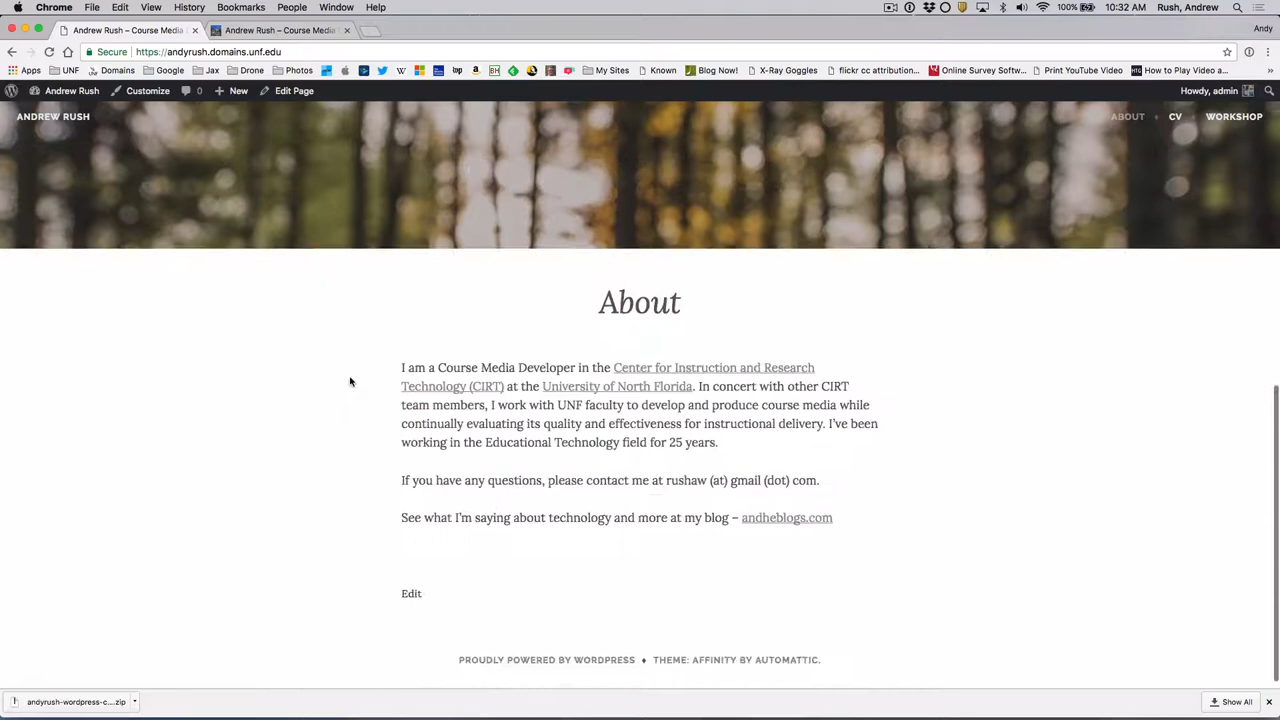 Chrome File Edit View History Bookmarks People Window Help 100% 10:32 AM Rush, Andrew
Andrew Rush – Course Media Andrew Rush – Course Media Andy
Secure https://andyrush.domains.unf.edu
Apps UNF Domains Google Jax Drone Photos My Sites Known Blog Now! X-Ray Goggles flickr cc attribution... Online Survey Softw... Print YouTube Video How to Play Video a...
Andrew Rush Customize 0 New Edit Page Howdy, admin
ANDREW RUSH ABOUT CV WORKSHOP
About
I am a Course Media Developer in the Center for Instruction and Research
Technology (CIRT) at the University of North Florida. In concert with other CIRT
team members, I work with UNF faculty to develop and produce course media while
continually evaluating its quality and effectiveness for instructional delivery. I’ve been
working in the Educational Technology field for 25 years.
If you have any questions, please contact me at rushaw (at) gmail (dot) com.
See what I’m saying about technology and more at my blog – andheblogs.com
Edit
PROUDLY POWERED BY WORDPRESS ♦ THEME: AFFINITY BY AUTOMATTIC.
andyrush-wordpress-c....zip Show All